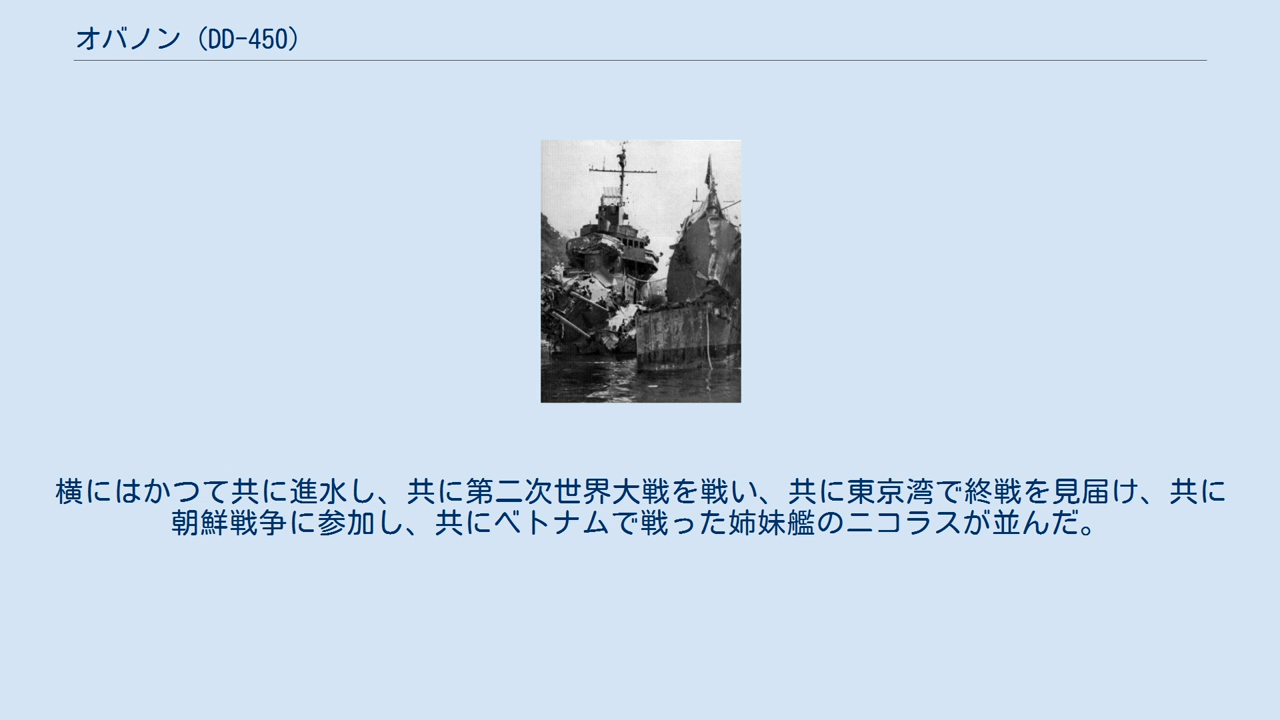 オバノン（DD-450）
横にはかつて共に進水し、共に第二次世界大戦を戦い、共に東京湾で終戦を見届け、共に
朝鮮戦争に参加し、共にベトナムで戦った姉妹艦のニコラスが並んだ。